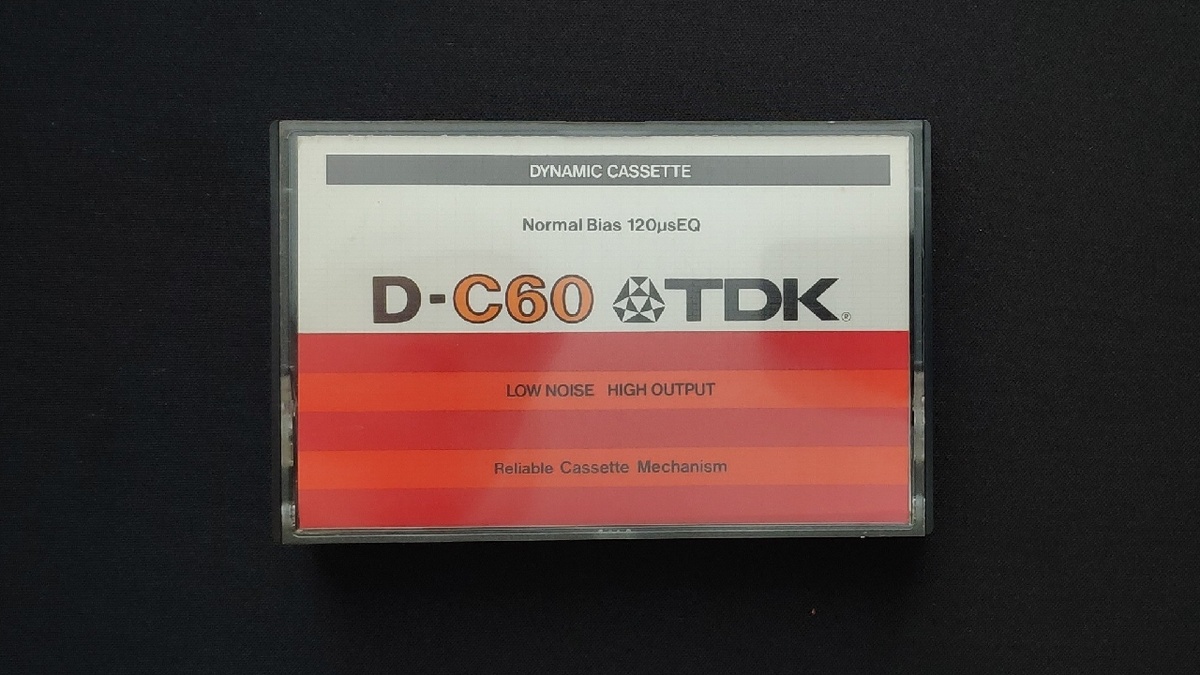 DYNAMIC CASSETTE
Normal Bias 120µsEQ
D-C60 TDK®
LOW NOISE HIGH OUTPUT
Reliable Cassette Mechanism